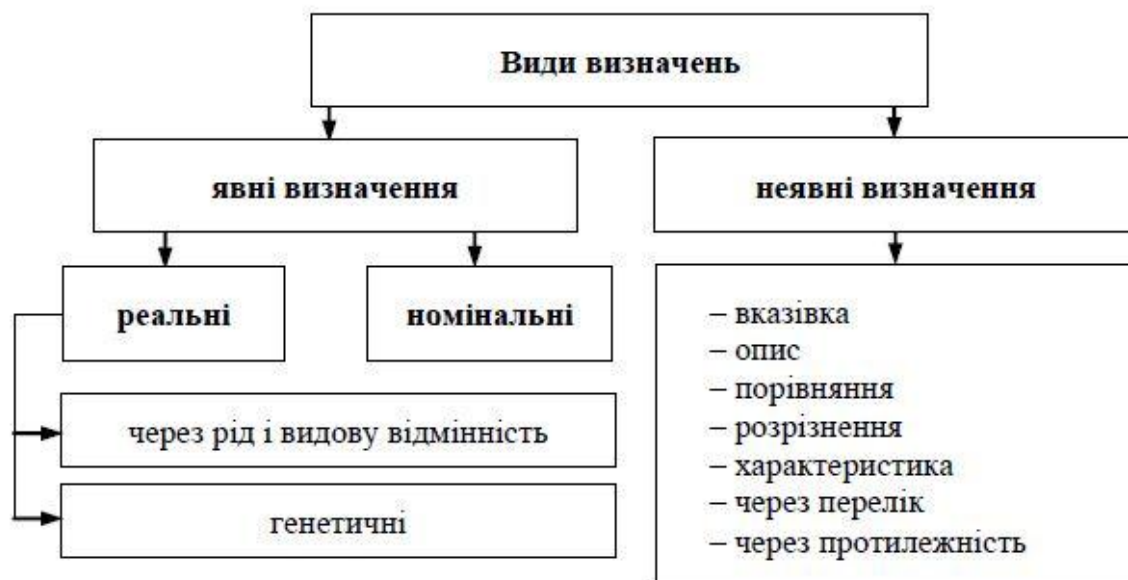 Види визначень
явні визначення
неявні визначення
реальні
номінальні
через рід і видову відмінність
генетичні
– вказівка
– опис
– порівняння
– розрізнення
– характеристика
– через перелік
– через протилежність